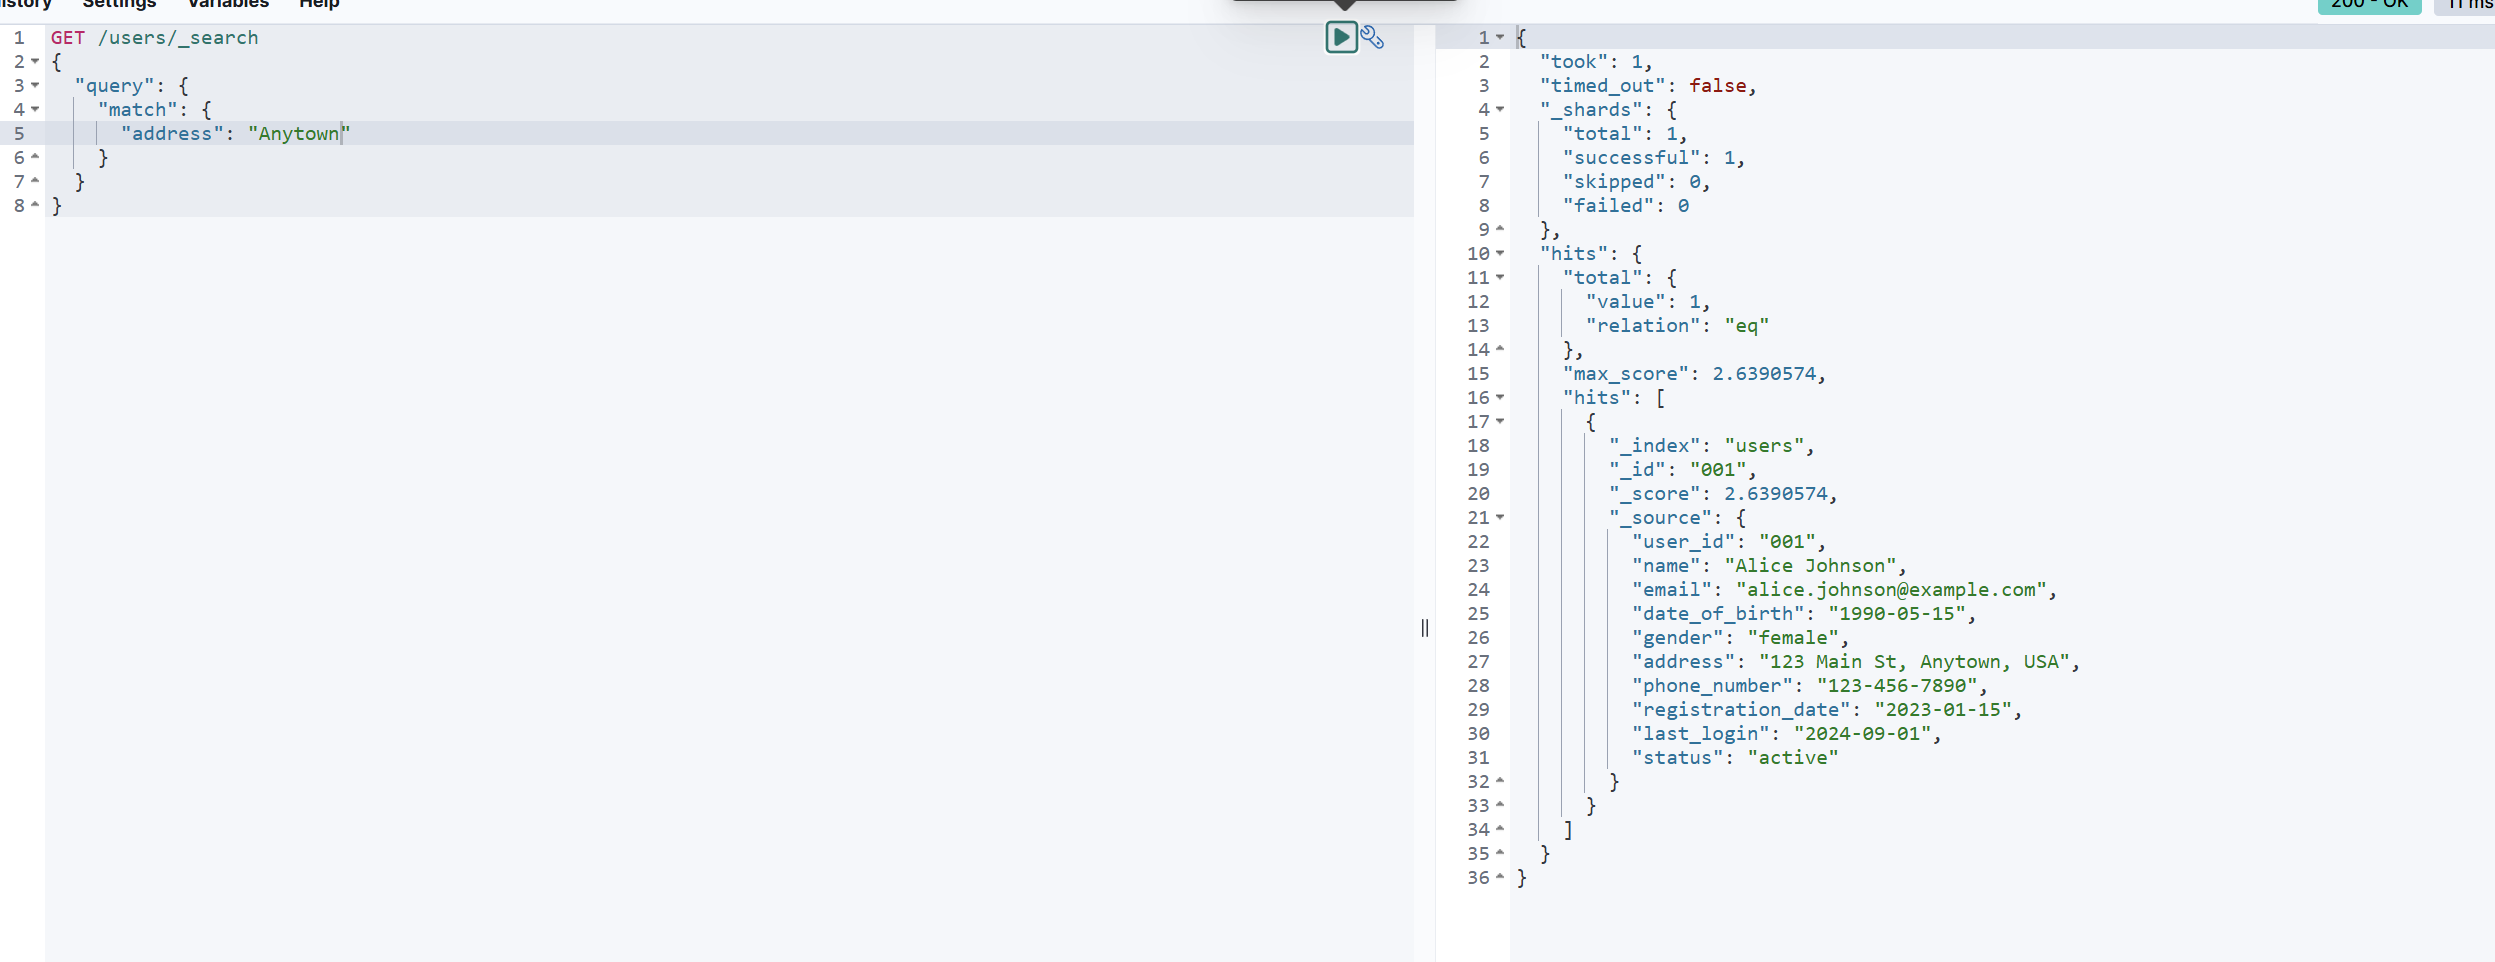 Settings Variables Help
200 - OK
11 ms
1 GET /users/_search
2 {
3 "query": {
4 "match": {
5 "address": "Anytown"
6 }
7 }
8 }
1 {
2 "took": 1,
3 "timed_out": false,
4 "_shards": {
5 "total": 1,
6 "successful": 1,
7 "skipped": 0,
8 "failed": 0
9 },
10 "hits": {
11 "total": {
12 "value": 1,
13 "relation": "eq"
14 },
15 "max_score": 2.6390574,
16 "hits": [
17 {
18 "_index": "users",
19 "_id": "001",
20 "_score": 2.6390574,
21 "_source": {
22 "user_id": "001",
23 "name": "Alice Johnson",
24 "email": "alice.johnson@example.com",
25 "date_of_birth": "1990-05-15",
26 "gender": "female",
27 "address": "123 Main St, Anytown, USA",
28 "phone_number": "123-456-7890",
29 "registration_date": "2023-01-15",
30 "last_login": "2024-09-01",
31 "status": "active"
32 }
33 }
34 ]
35 }
36 }